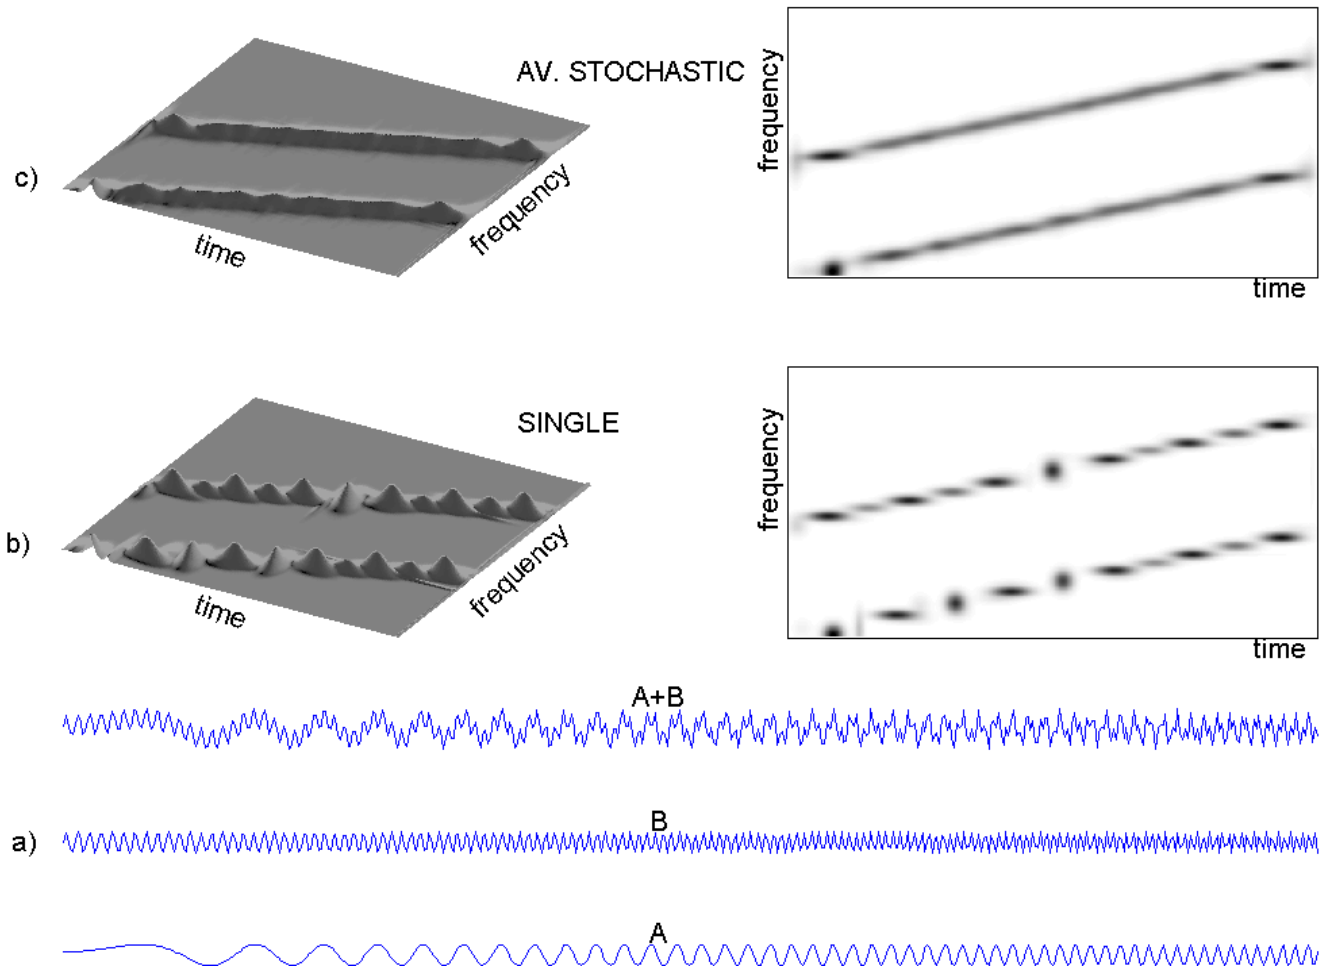 AV. STOCHASTIC
c)
time
frequency
frequency
time
SINGLE
b)
time
frequency
frequency
time
A+B
a)
B
A